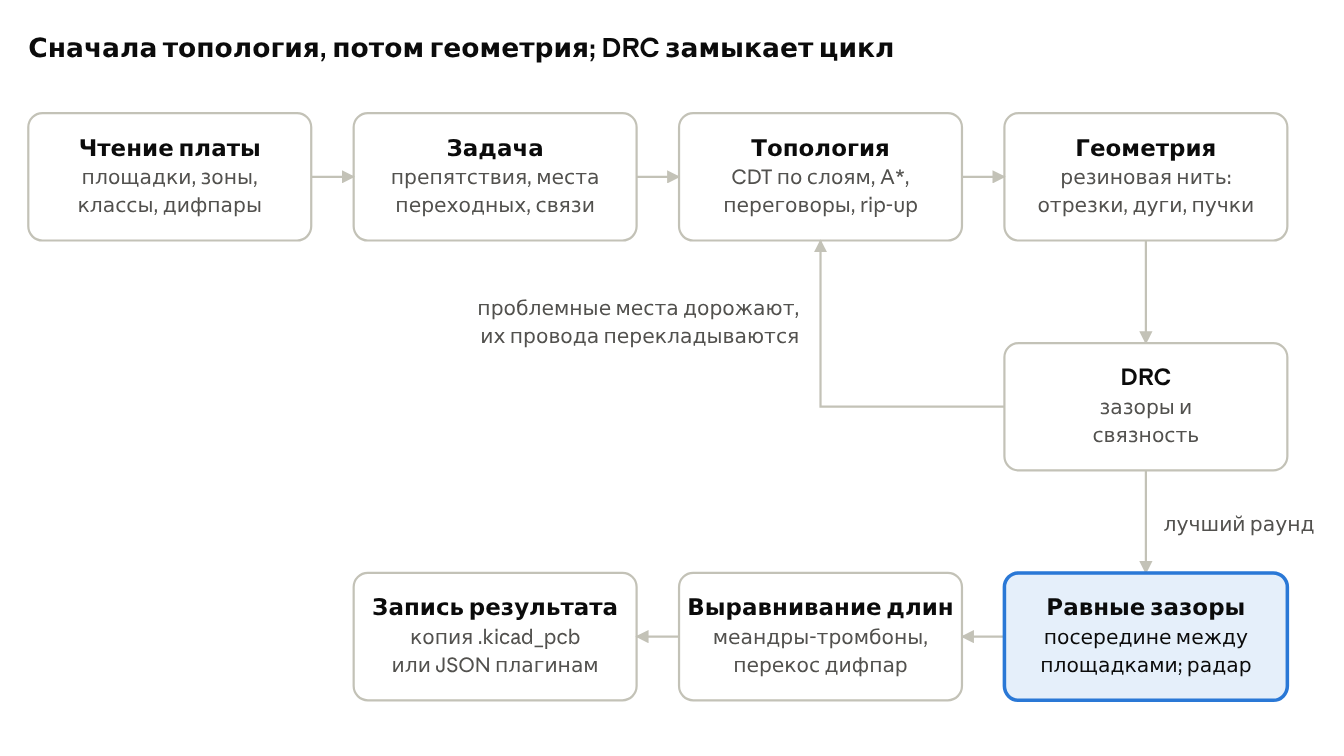 Сначала топология, потом геометрия; DRC замыкает цикл
Чтение платы
площадки, зоны,
классы, дифпары
Задача
препятствия, места
переходных, связи
Топология
CDT по слоям, A*,
переговоры, rip-up
Геометрия
резиновая нить:
отрезки, дуги, пучки
проблемные места дорожают,
их провода перекладываются
DRC
зазоры и
связность
лучший раунд
Запись результата
копия .kicad_pcb
или JSON плагинам
Выравнивание длин
меандры-тромбоны,
перекос дифпар
Равные зазоры
посередине между
площадками; радар